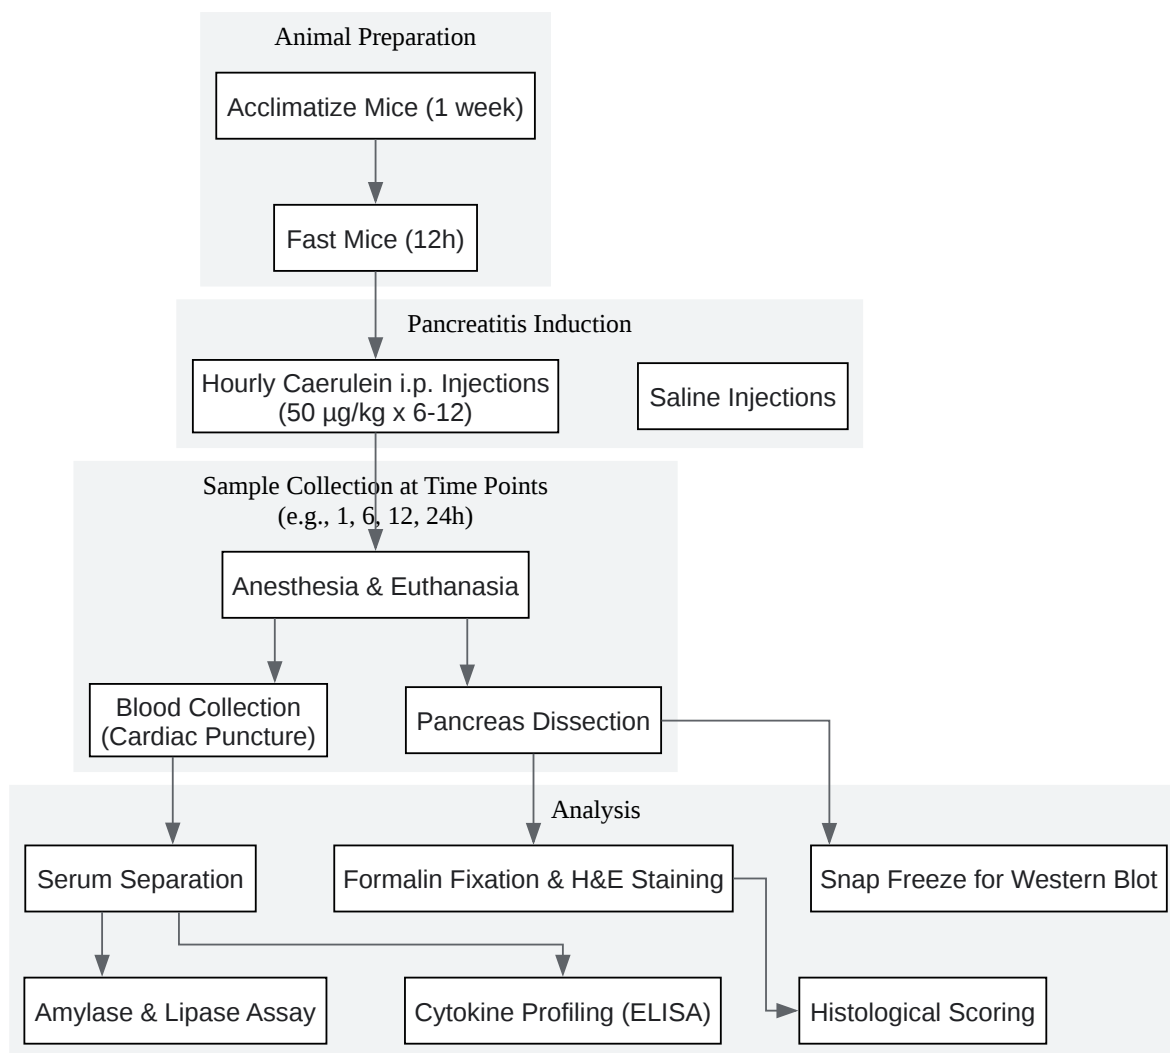 Animal Preparation
Acclimatize Mice (1 week)
Fast Mice (12h)
Pancreatitis Induction
Hourly Caerulein i.p. Injections
(50 µg/kg x 6-12)
Saline Injections
Sample Collection at Time Points
(e.g., 1, 6, 12, 24h)
Anesthesia & Euthanasia
Blood Collection
(Cardiac Puncture)
Pancreas Dissection
Analysis
Serum Separation
Formalin Fixation & H&E Staining
Snap Freeze for Western Blot
Amylase & Lipase Assay
Cytokine Profiling (ELISA)
Histological Scoring